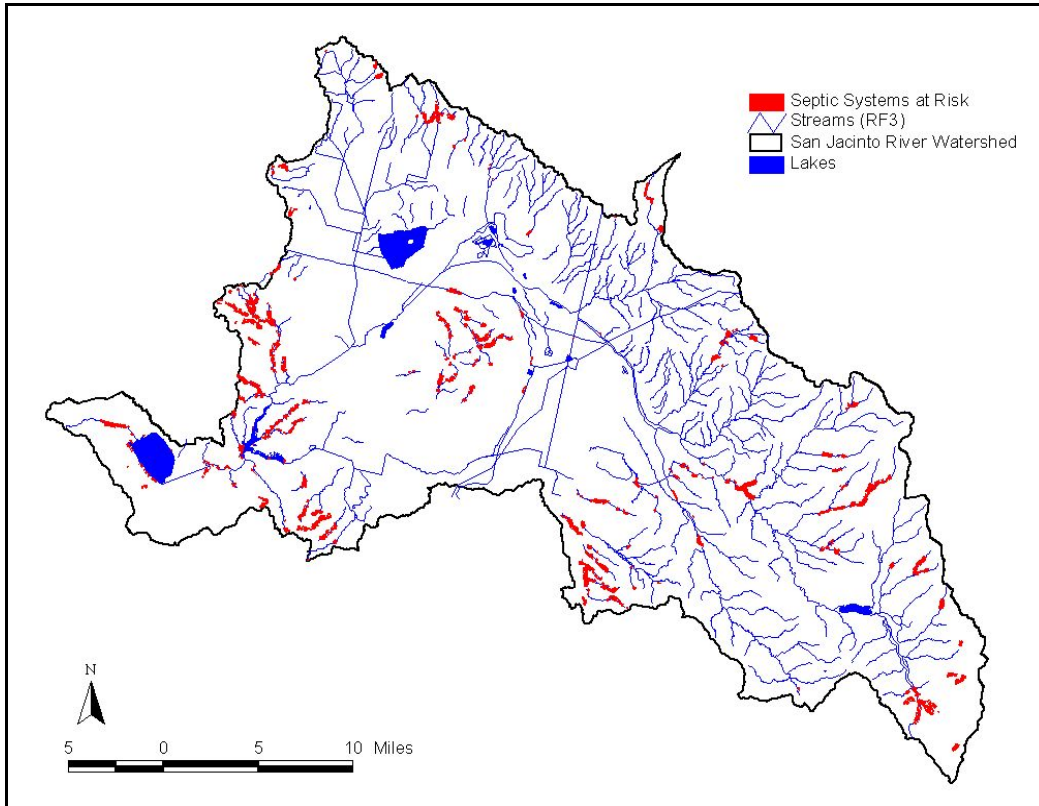 Septic Systems at Risk
Streams (RF3)
San Jacinto River Watershed
Lakes
N
5 0 5 10 Miles